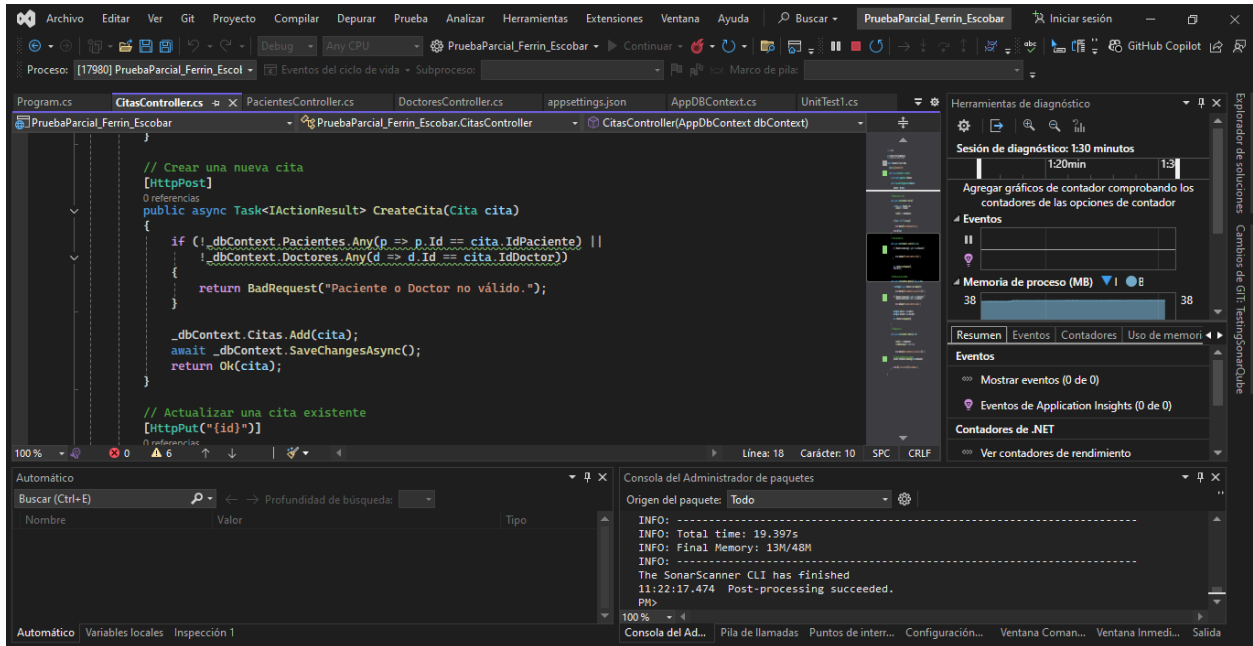 Archivo Editar Ver Git Proyecto Compilar Depurar Prueba Analizar Herramientas Extensiones Ventana Ayuda Buscar PruebaParcial_Ferrin_Escobar Iniciar sesión
Debug Any CPU PruebaParcial_Ferrin_Escobar Continuar GitHub Copilot
Proceso: [17980] PruebaParcial_Ferrin_Escol Eventos del ciclo de vida Subproceso: Marco de pila:
Program.cs CitasController.cs PacientesController.cs DoctoresController.cs appsettings.json AppDBContext.cs UnitTest1.cs
PruebaParcial_Ferrin_Escobar PruebaParcial_Ferrin_Escobar.CitasController CitasController(AppDbContext dbContext)
}
// Crear una nueva cita
[HttpPost]
0 referencias
public async Task<IActionResult> CreateCita(Cita cita)
{
if (!_dbContext.Pacientes.Any(p => p.Id == cita.IdPaciente) ||
!_dbContext.Doctores.Any(d => d.Id == cita.IdDoctor))
{
return BadRequest("Paciente o Doctor no válido.");
}
_dbContext.Citas.Add(cita);
await _dbContext.SaveChangesAsync();
return Ok(cita);
}
// Actualizar una cita existente
[HttpPut("{id}")]
0 referencias
100 % 0 6 Línea: 18 Carácter: 10 SPC CRLF
Herramientas de diagnóstico
Sesión de diagnóstico: 1:30 minutos
1:20min 1:3
Agregar gráficos de contador comprobando los
contadores de las opciones de contador
Eventos
Memoria de proceso (MB)
38 38
Resumen Eventos Contadores Uso de memori
Eventos
Mostrar eventos (0 de 0)
Eventos de Application Insights (0 de 0)
Contadores de .NET
Ver contadores de rendimiento
Explorador de soluciones
Cambios de GIT: TestingSonarQube
Automático
Buscar (Ctrl+E) Profundidad de búsqueda:
Nombre Valor Tipo
Automático Variables locales Inspección 1
Consola del Administrador de paquetes
Origen del paquete: Todo
INFO: ------------------------------------------------------------------------
INFO: Total time: 19.397s
INFO: Final Memory: 13M/48M
INFO: ------------------------------------------------------------------------
The SonarScanner CLI has finished
11:22:17.474 Post-processing succeeded.
PM>
100 %
Consola del Ad... Pila de llamadas Puntos de interr... Configuración... Ventana Coman... Ventana Inmedi... Salida